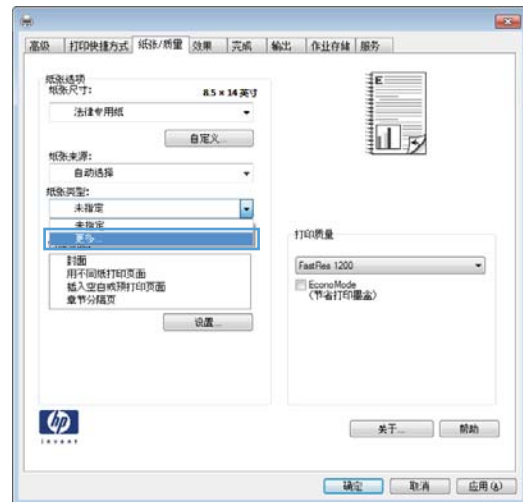 高级 打印快捷方式 纸张/质量 效果 完成 输出 作业存储 服务
纸张选项
纸张尺寸: 8.5 × 14 英寸
法律专用纸
自定义...
纸张来源:
自动选择
纸张类型:
未指定
未指定
更多...
封面
用不同纸打印页面
插入空白或预打印页面
章节分隔页
设置...
E
打印质量
FastRes 1200
EconoMode
(节省打印墨盒)
hp
invent
关于... 帮助
确定 取消 应用(A)